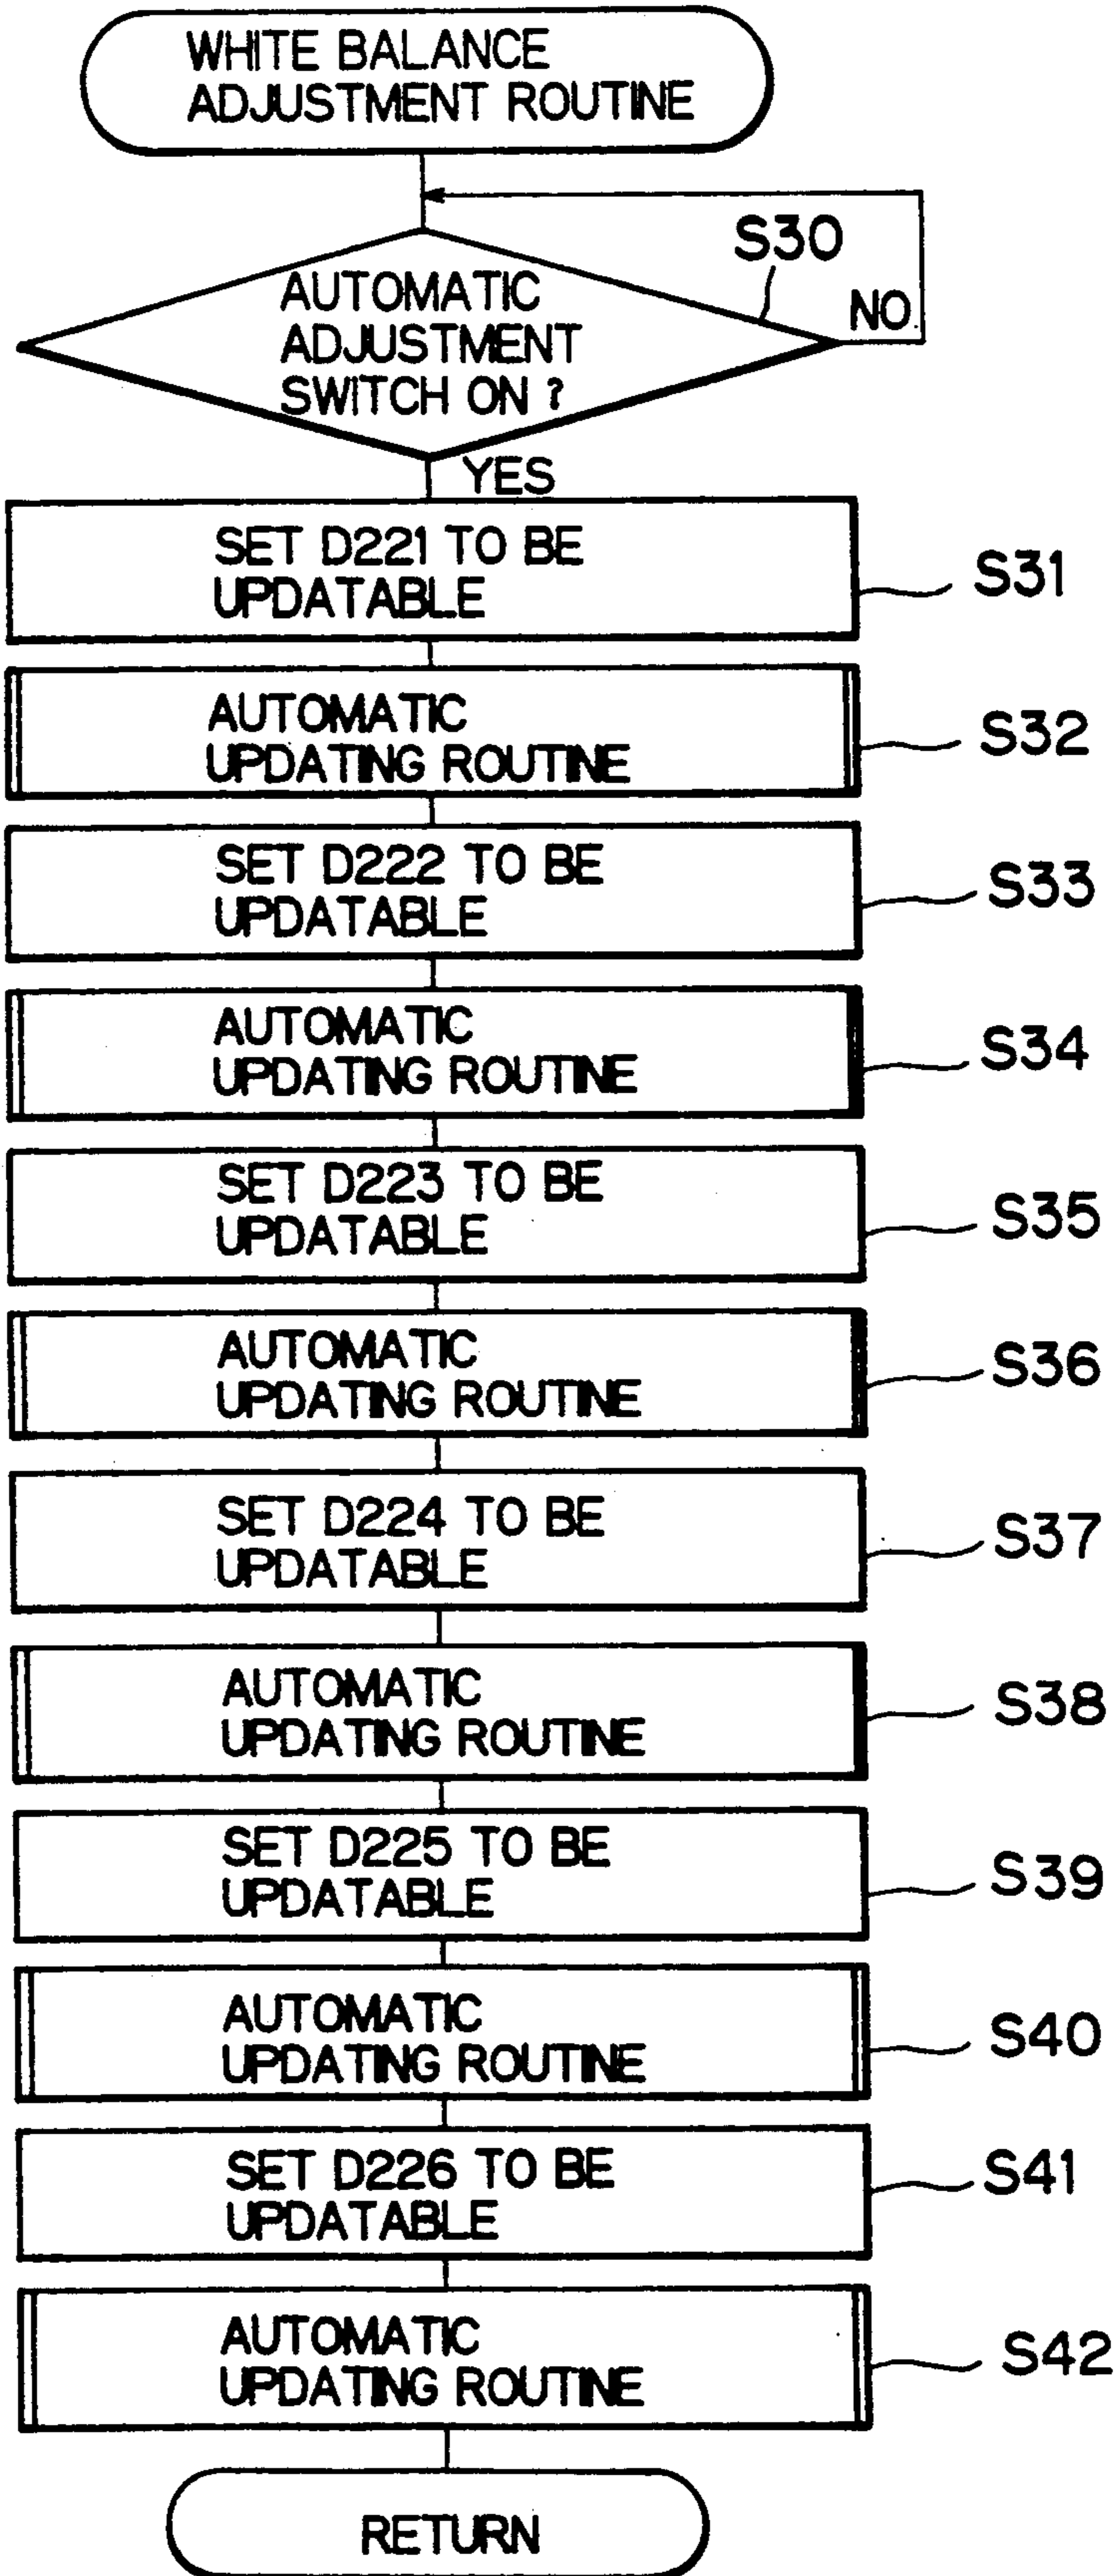 WHITE BALANCE
ADJUSTMENT ROUTINE
S30
AUTOMATIC
ADJUSTMENT
SWITCH ON ?
NO
YES
SET D221 TO BE
UPDATABLE
S31
AUTOMATIC
UPDATING ROUTINE
S32
SET D222 TO BE
UPDATABLE
S33
AUTOMATIC
UPDATING ROUTINE
S34
SET D223 TO BE
UPDATABLE
S35
AUTOMATIC
UPDATING ROUTINE
S36
SET D224 TO BE
UPDATABLE
S37
AUTOMATIC
UPDATING ROUTINE
S38
SET D225 TO BE
UPDATABLE
S39
AUTOMATIC
UPDATING ROUTINE
S40
SET D226 TO BE
UPDATABLE
S41
AUTOMATIC
UPDATING ROUTINE
S42
RETURN